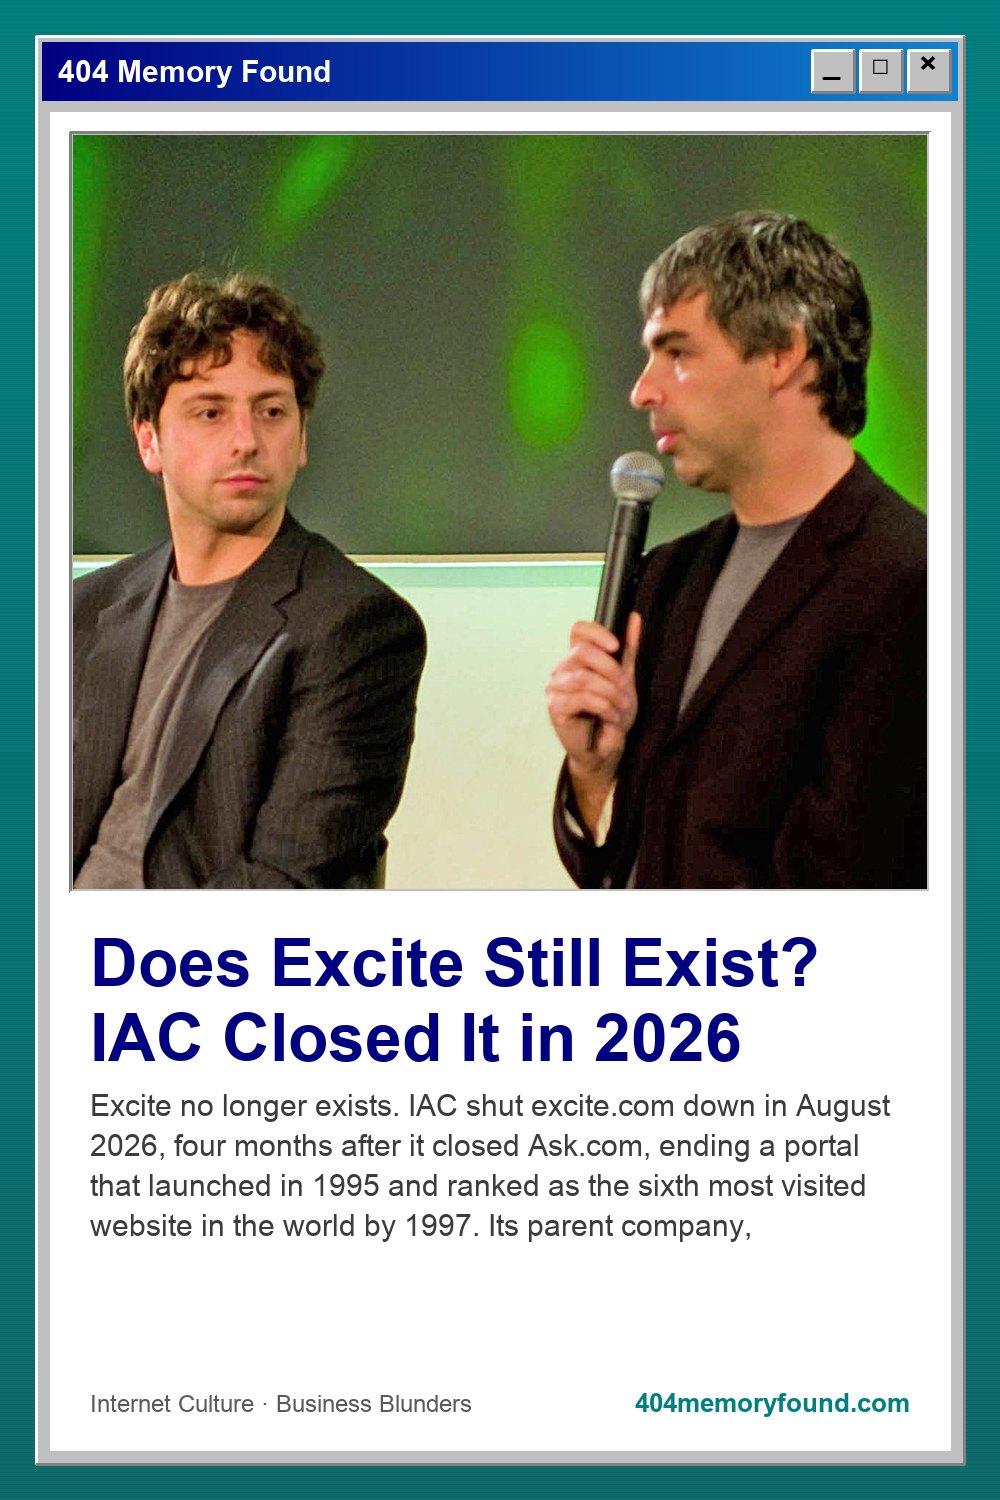 404 Memory Found
Does Excite Still Exist?
IAC Closed It in 2026
Excite no longer exists. IAC shut excite.com down in August
2026, four months after it closed Ask.com, ending a portal
that launched in 1995 and ranked as the sixth most visited
website in the world by 1997. Its parent company,
Internet Culture · Business Blunders
404memoryfound.com